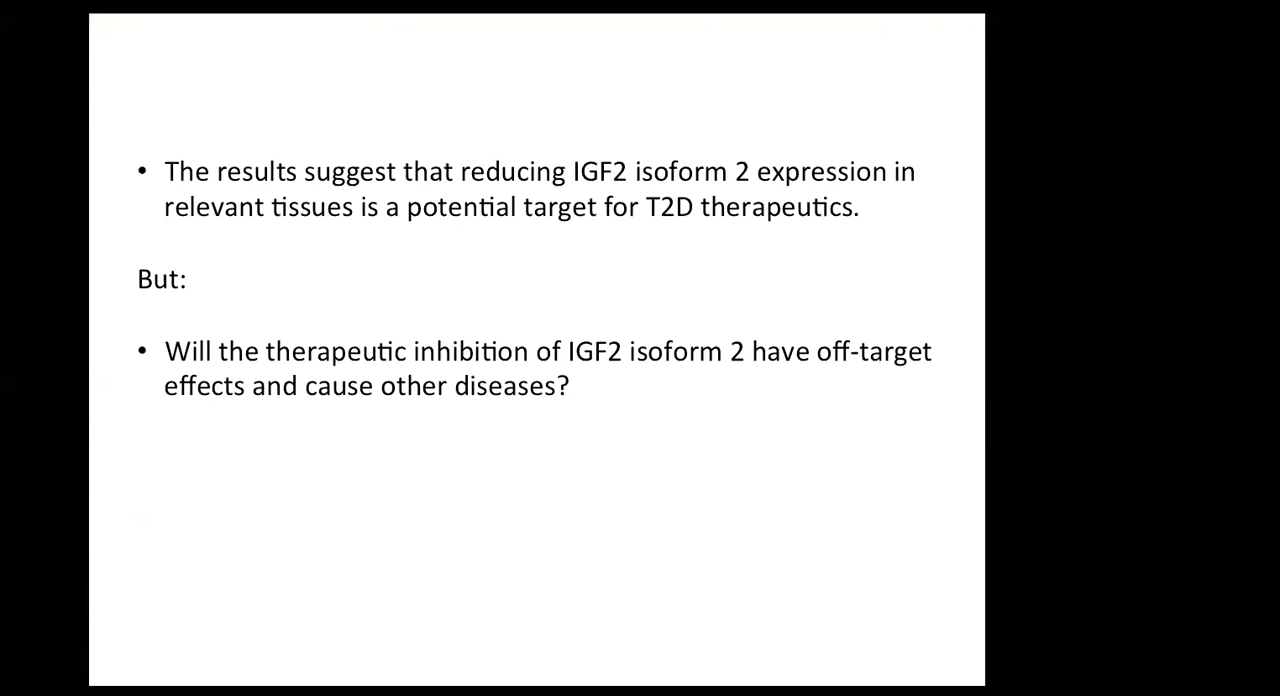 • The results suggest that reducing IGF2 isoform 2 expression in
relevant tissues is a potential target for T2D therapeutics.
But:
• Will the therapeutic inhibition of IGF2 isoform 2 have off-target
effects and cause other diseases?